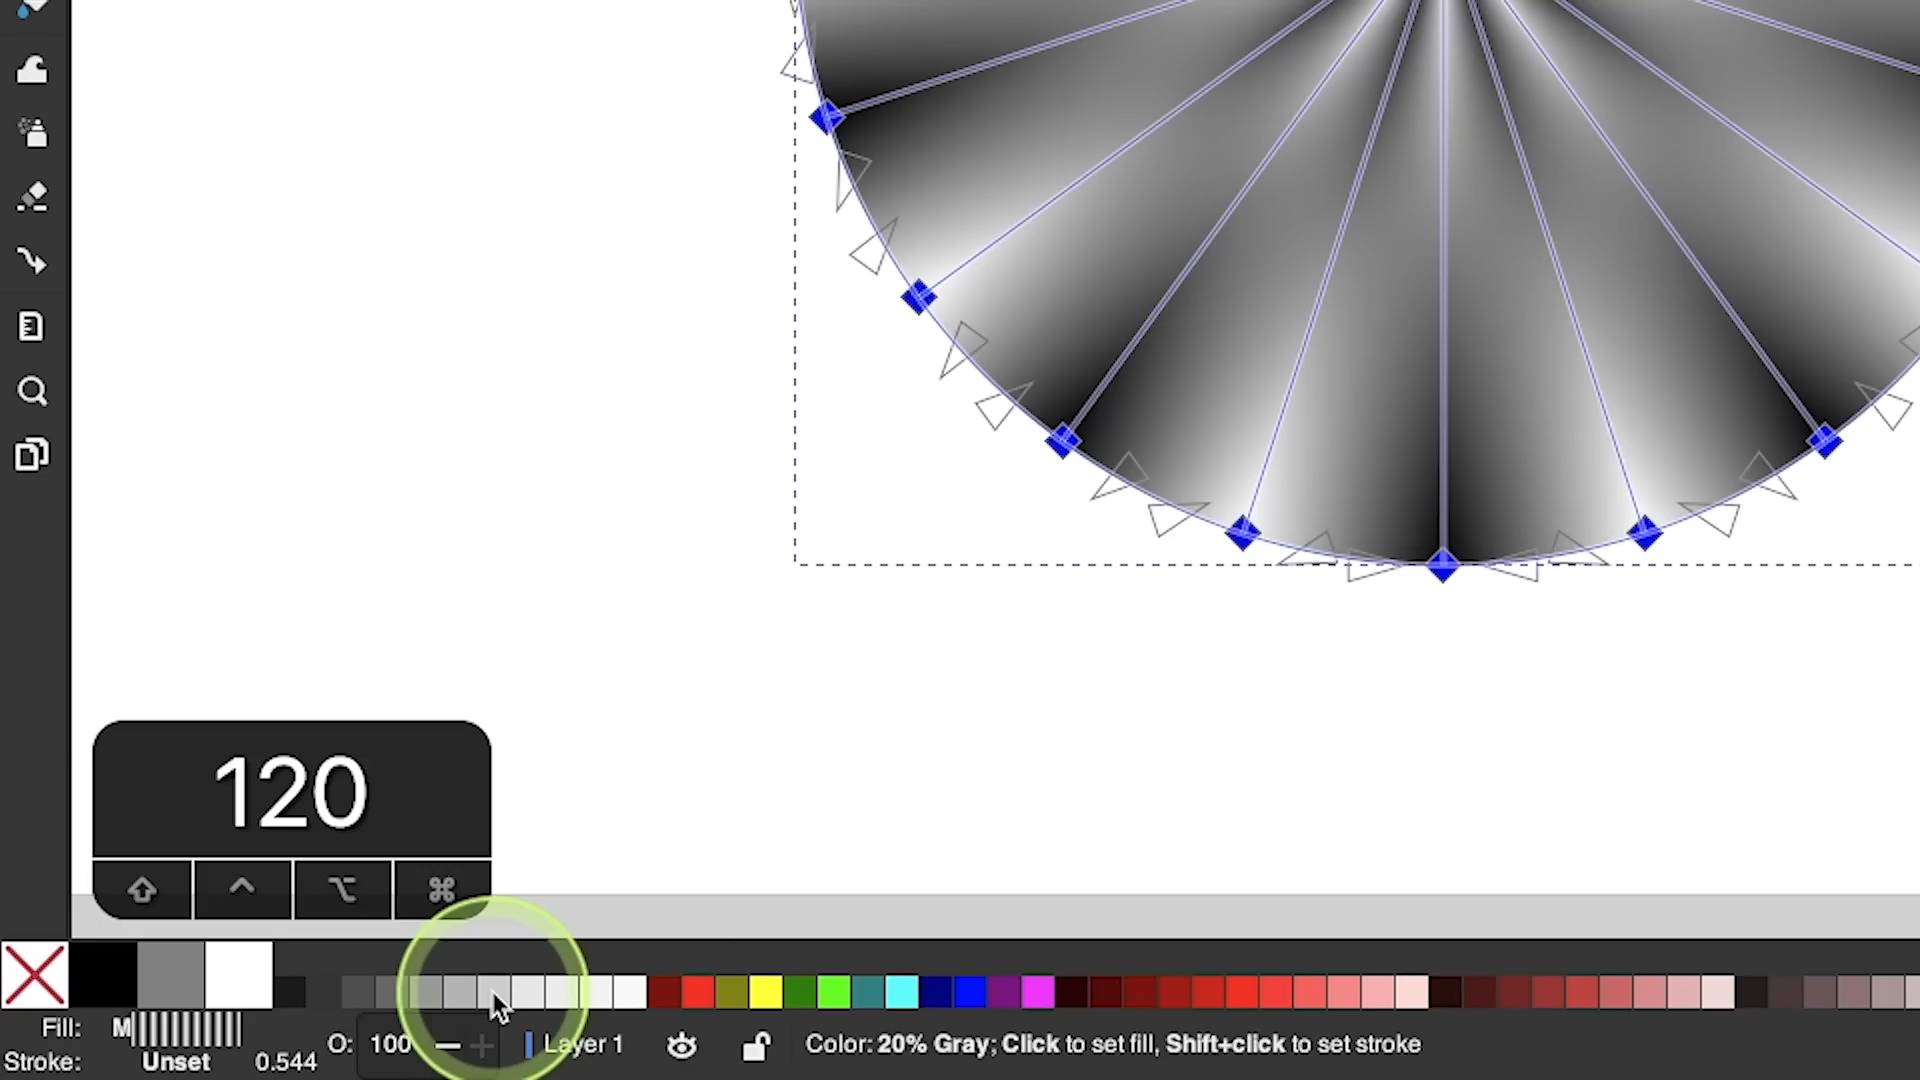 120
Fill: M
Stroke: Unset 0.544
O: 100
Layer 1
Color: 20% Gray; Click to set fill, Shift+click to set stroke